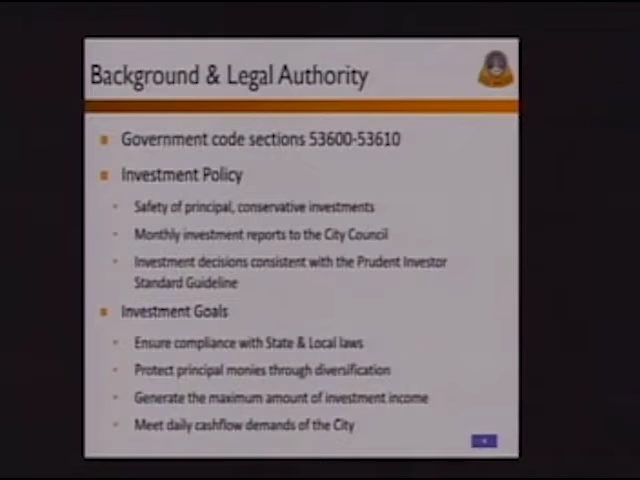 Background & Legal Authority
Government code sections 53600-53610
Investment Policy
Safety of principal, conservative investments
Monthly investment reports to the City Council
Investment decisions consistent with the Prudent Investor
Standard Guideline
Investment Goals
Ensure compliance with State & Local laws
Protect principal monies through diversification
Generate the maximum amount of investment income
Meet daily cashflow demands of the City